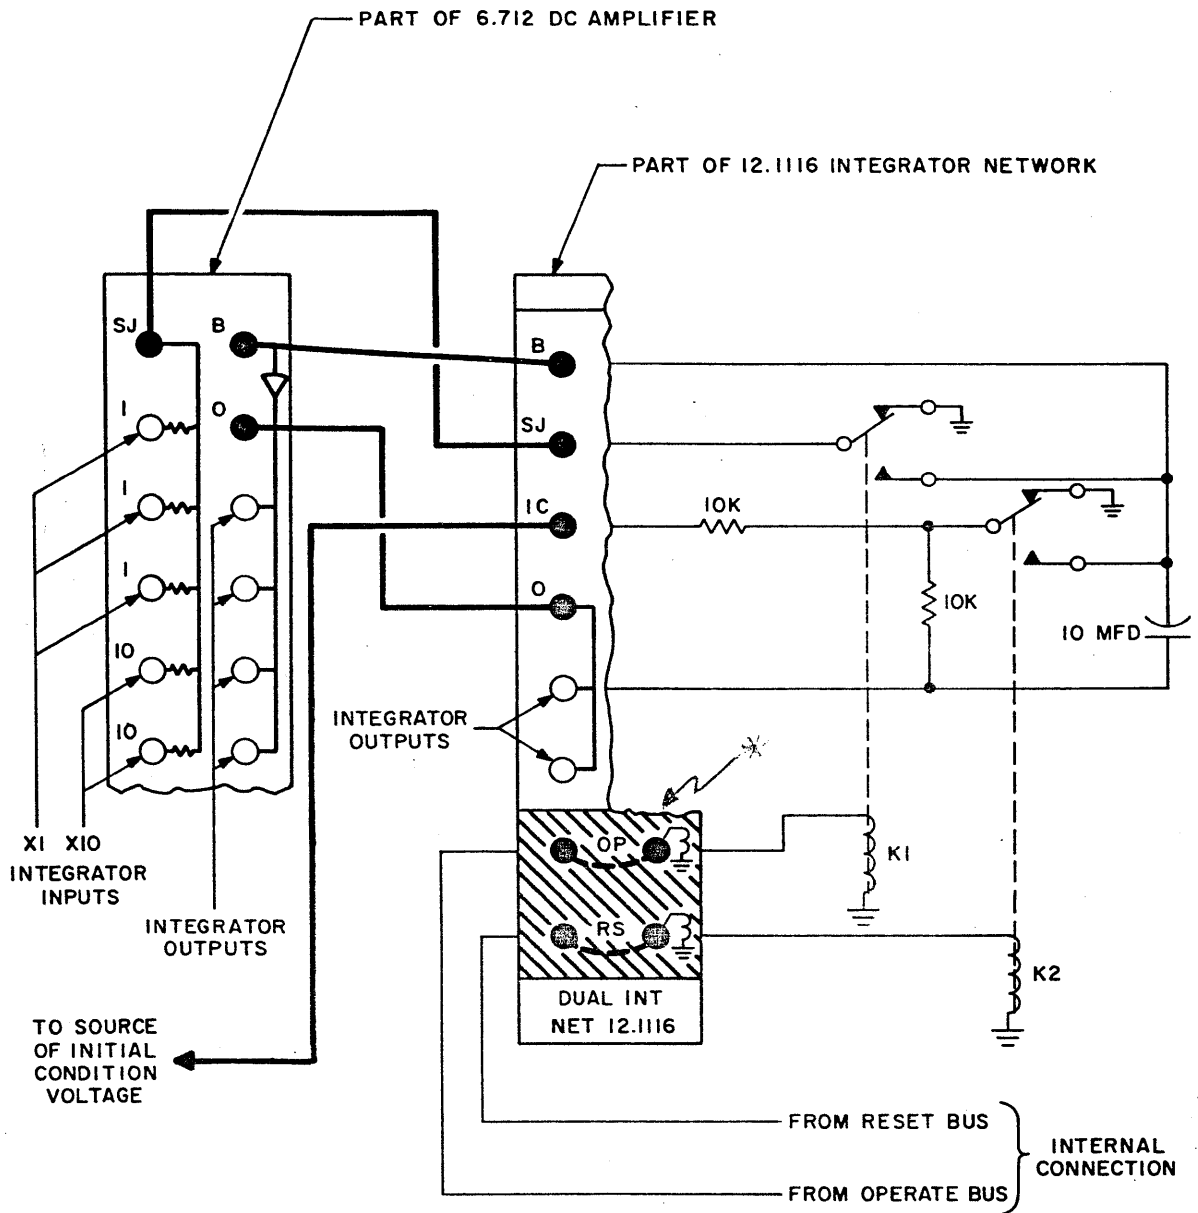 PART OF 6.712 DC AMPLIFIER
PART OF 12.1116 INTEGRATOR NETWORK
SJ
B
1
O
1
1
10
10
X1 X10
INTEGRATOR
INPUTS
INTEGRATOR
OUTPUTS
TO SOURCE
OF INITIAL
CONDITION
VOLTAGE
B
SJ
IC
O
INTEGRATOR
OUTPUTS
10K
10K
10 MFD
OP
RS
K1
K2
DUAL INT
NET 12.1116
FROM RESET BUS
FROM OPERATE BUS
INTERNAL
CONNECTION